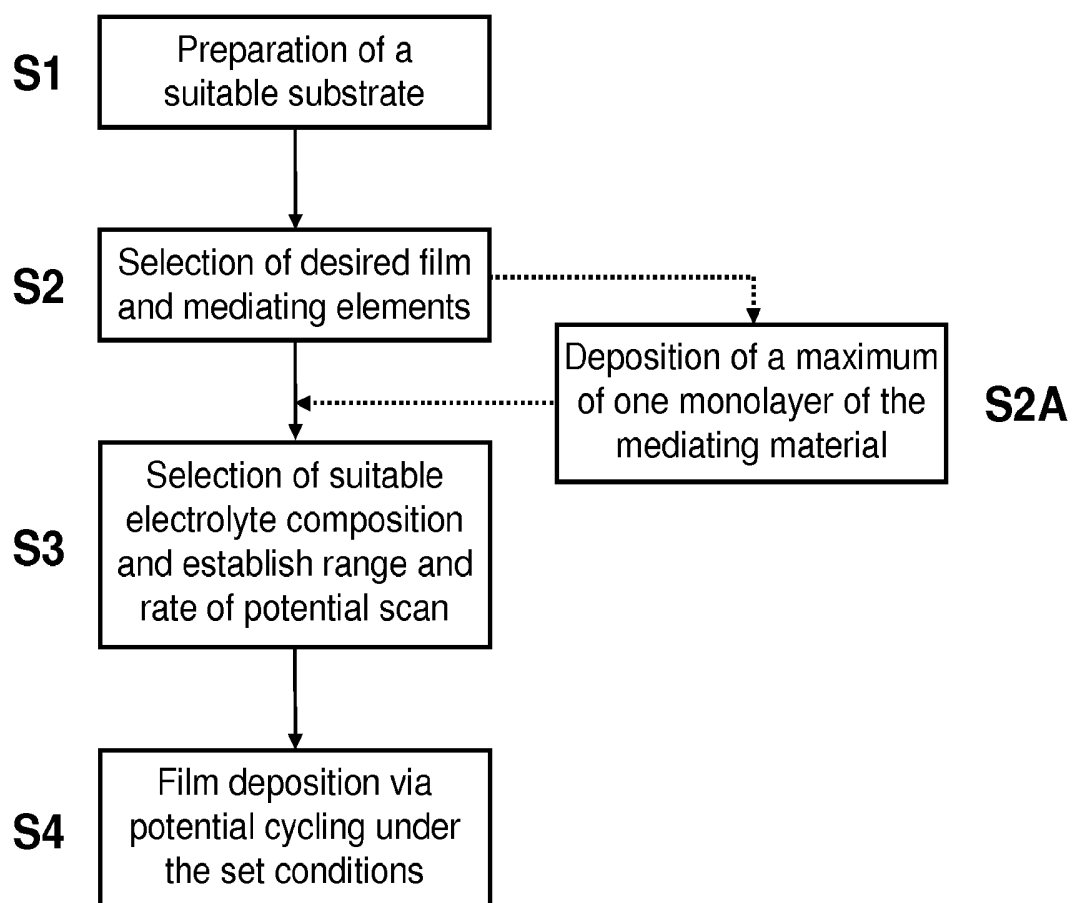 S1
Preparation of a
suitable substrate
S2
Selection of desired film
and mediating elements
Deposition of a maximum
of one monolayer of the
mediating material
S2A
S3
Selection of suitable
electrolyte composition
and establish range and
rate of potential scan
S4
Film deposition via
potential cycling under
the set conditions